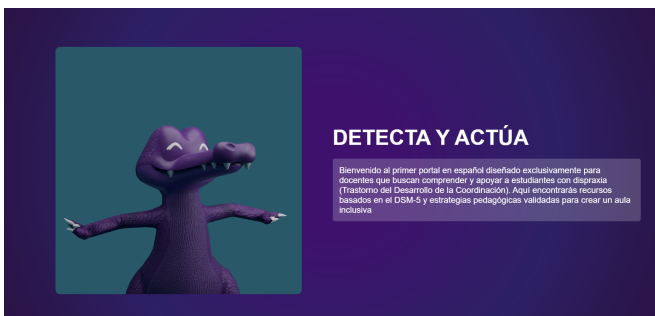 DETECTA Y ACTÚA
Bienvenido al primer portal en español diseñado exclusivamente para
docentes que buscan comprender y apoyar a estudiantes con dispraxia
(Trastorno del Desarrollo de la Coordinación). Aquí encontrarás recursos
basados en el DSM-5 y estrategias pedagógicas validadas para crear un aula
inclusiva